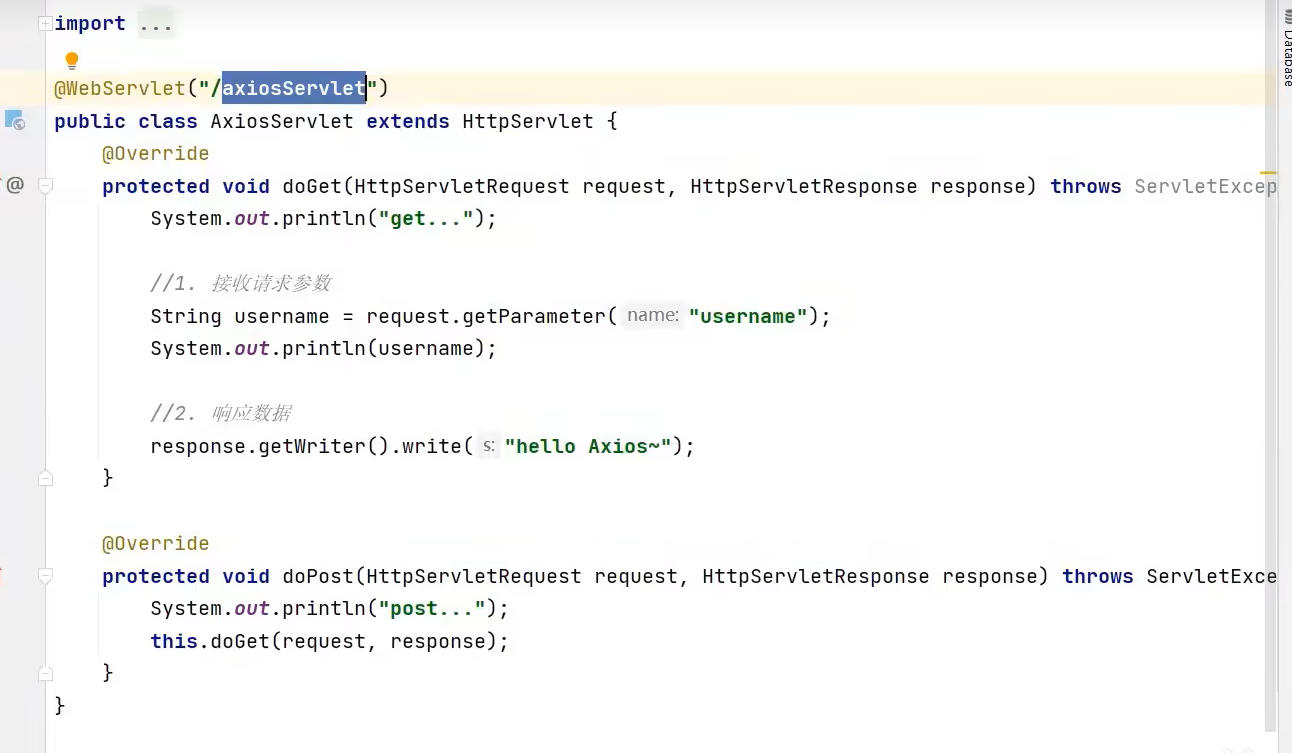 import ...
@WebServlet("/axiosServlet")
public class AxiosServlet extends HttpServlet {
@Override
protected void doGet(HttpServletRequest request, HttpServletResponse response) throws ServletExcep
System.out.println("get...");
//1. 接收请求参数
String username = request.getParameter( name: "username");
System.out.println(username);
//2. 响应数据
response.getWriter().write( s: "hello Axios~");
}
@Override
protected void doPost(HttpServletRequest request, HttpServletResponse response) throws ServletExce
System.out.println("post...");
this.doGet(request, response);
}
}
Database